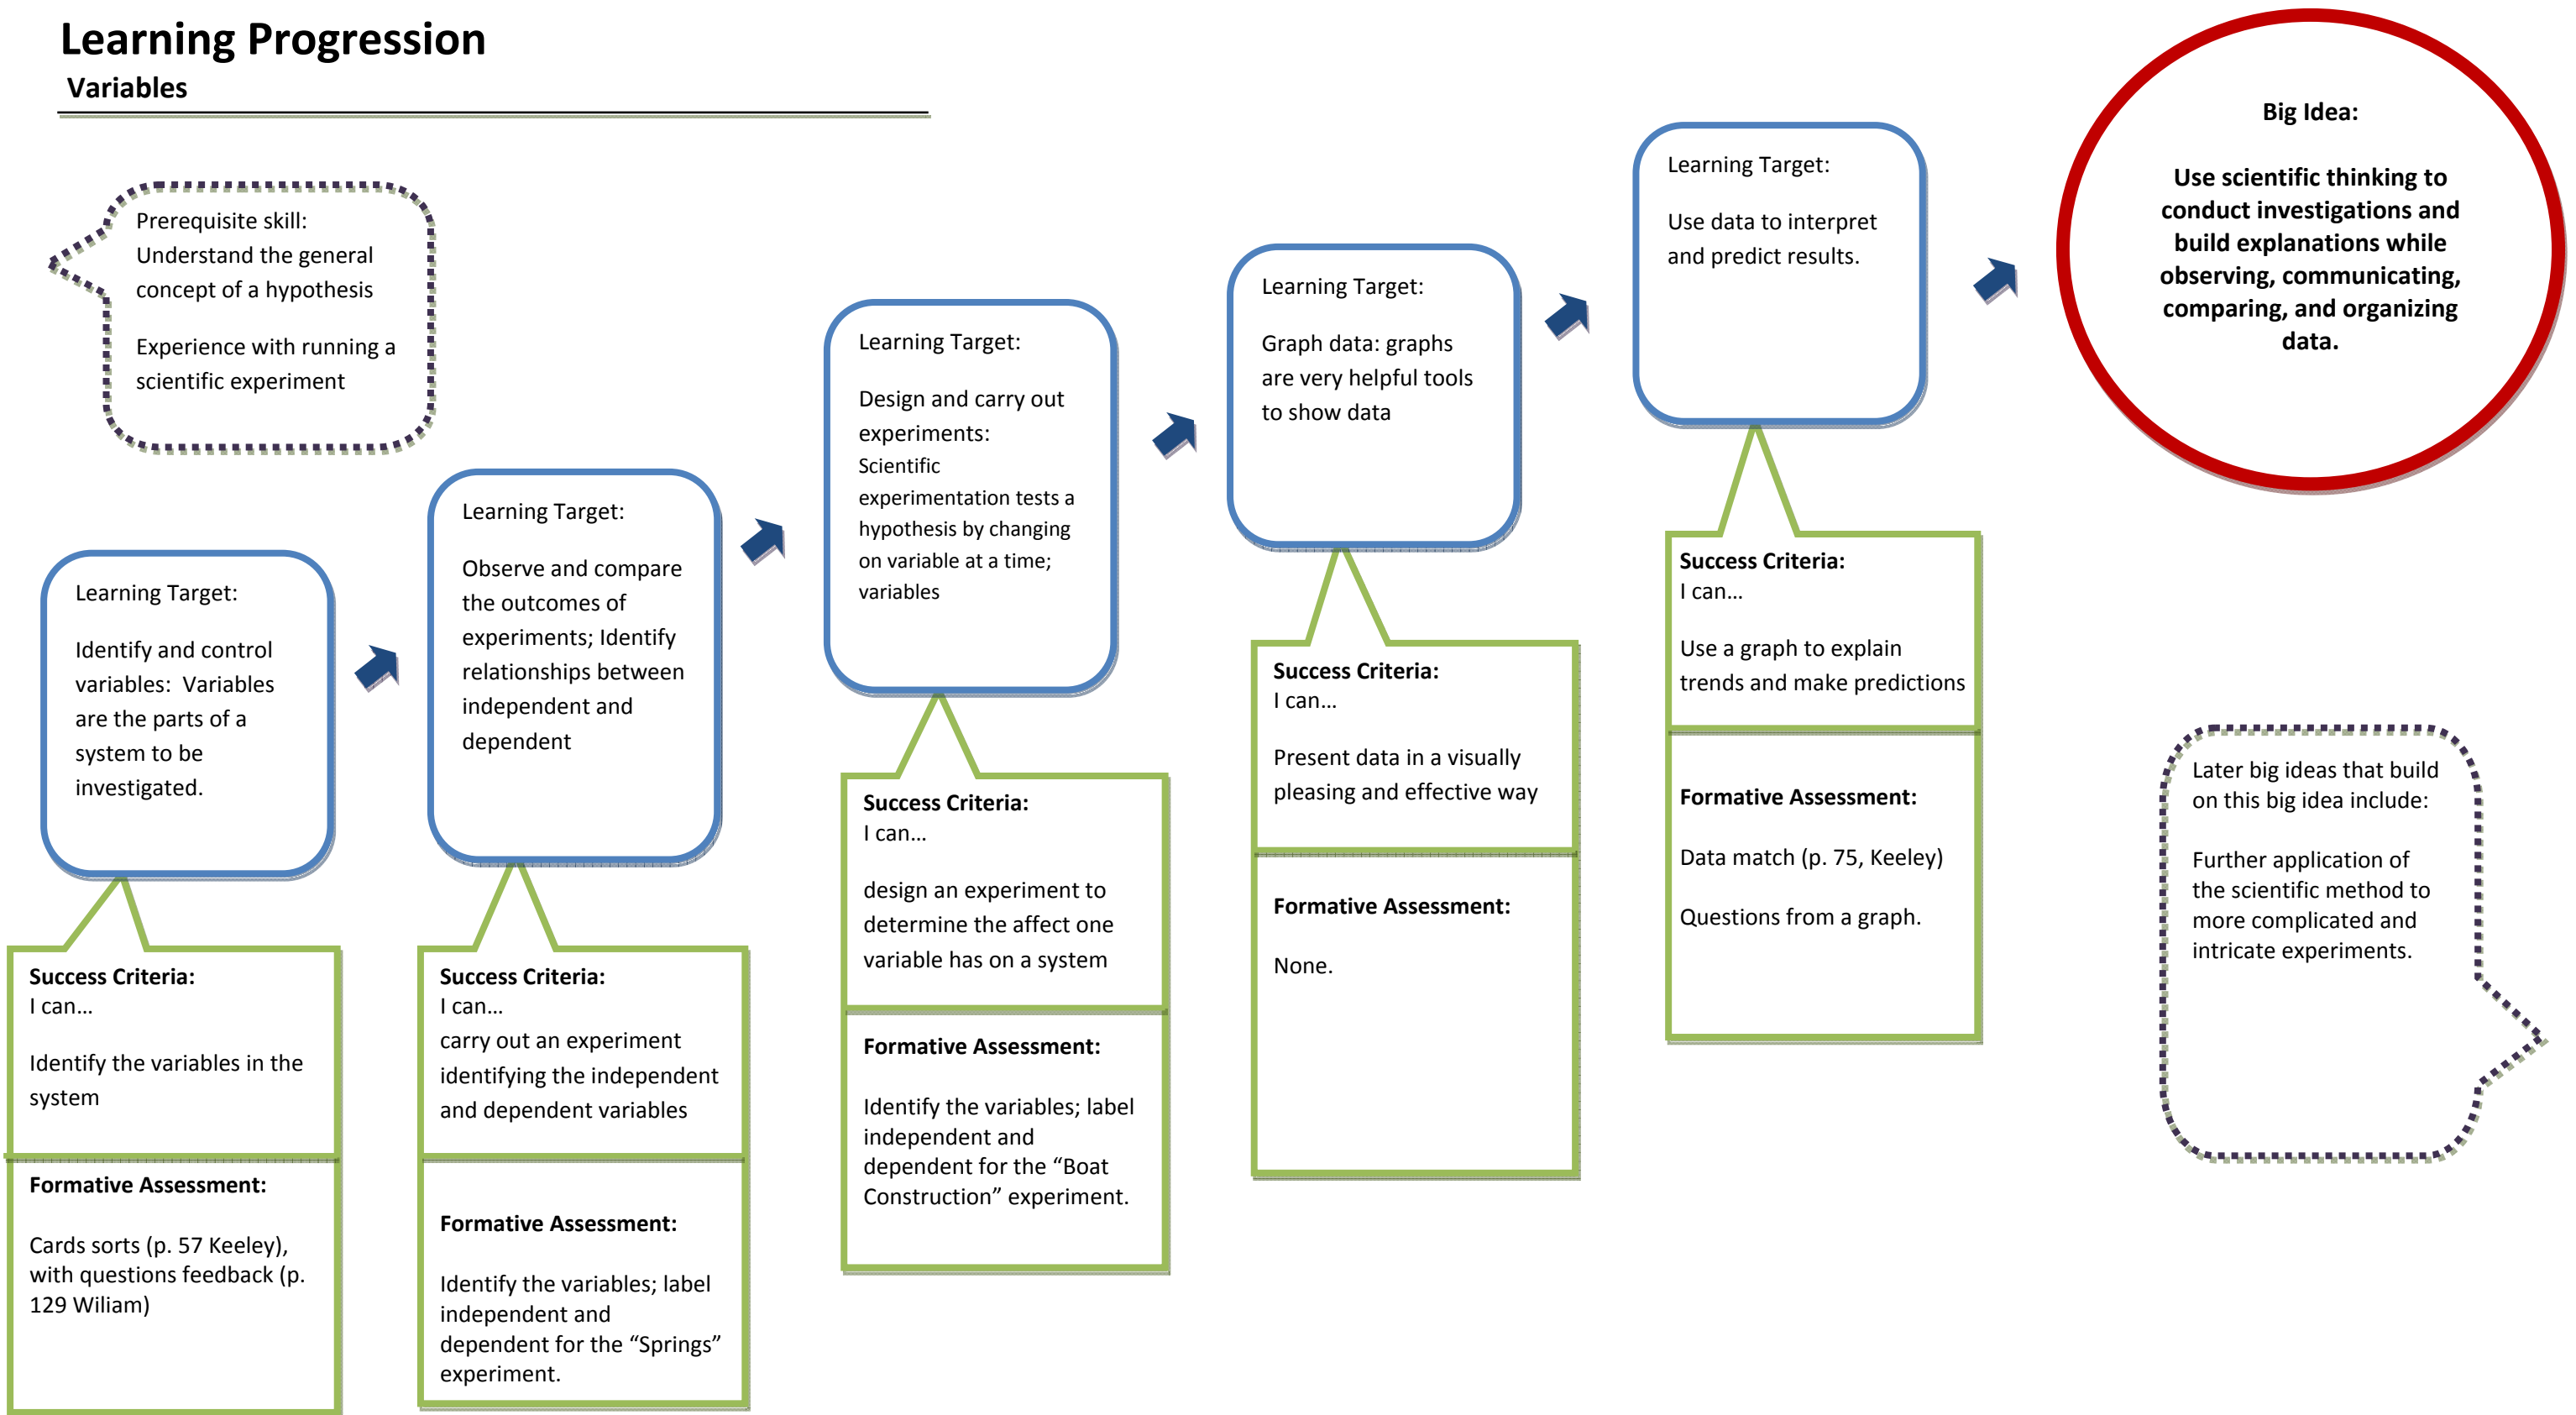 Learning Progression
Variables
Prerequisite skill:
Understand the general
concept of a hypothesis
Experience with running a
scientific experiment
Learning Target:
Identify and control
variables:  Variables
are the parts of a
system to be
investigated.
Success Criteria:
I can…
Identify the variables in the
system
Formative Assessment:
Cards sorts (p. 57 Keeley),
with questions feedback (p.
129 Wiliam)
Learning Target:
Observe and compare
the outcomes of
experiments; Identify
relationships between
independent and
dependent
Success Criteria:
I can…
carry out an experiment
identifying the independent
and dependent variables
Formative Assessment:
Identify the variables; label
independent and
dependent for the “Springs”
experiment.
Learning Target:
Design and carry out
experiments:
Scientific
experimentation tests a
hypothesis by changing
on variable at a time;
variables
Success Criteria:
I can…
design an experiment to
determine the affect one
variable has on a system
Formative Assessment:
Identify the variables; label
independent and
dependent for the “Boat
Construction” experiment.
Learning Target:
Graph data: graphs
are very helpful tools
to show data
Success Criteria:
I can…
Present data in a visually
pleasing and effective way
Formative Assessment:
None.
Learning Target:
Use data to interpret
and predict results.
Success Criteria:
I can…
Use a graph to explain
trends and make predictions
Formative Assessment:
Data match (p. 75, Keeley)
Questions from a graph.
Big Idea:
Use scientific thinking to
conduct investigations and
build explanations while
observing, communicating,
comparing, and organizing
data.
Later big ideas that build
on this big idea include:
Further application of
the scientific method to
more complicated and
intricate experiments.